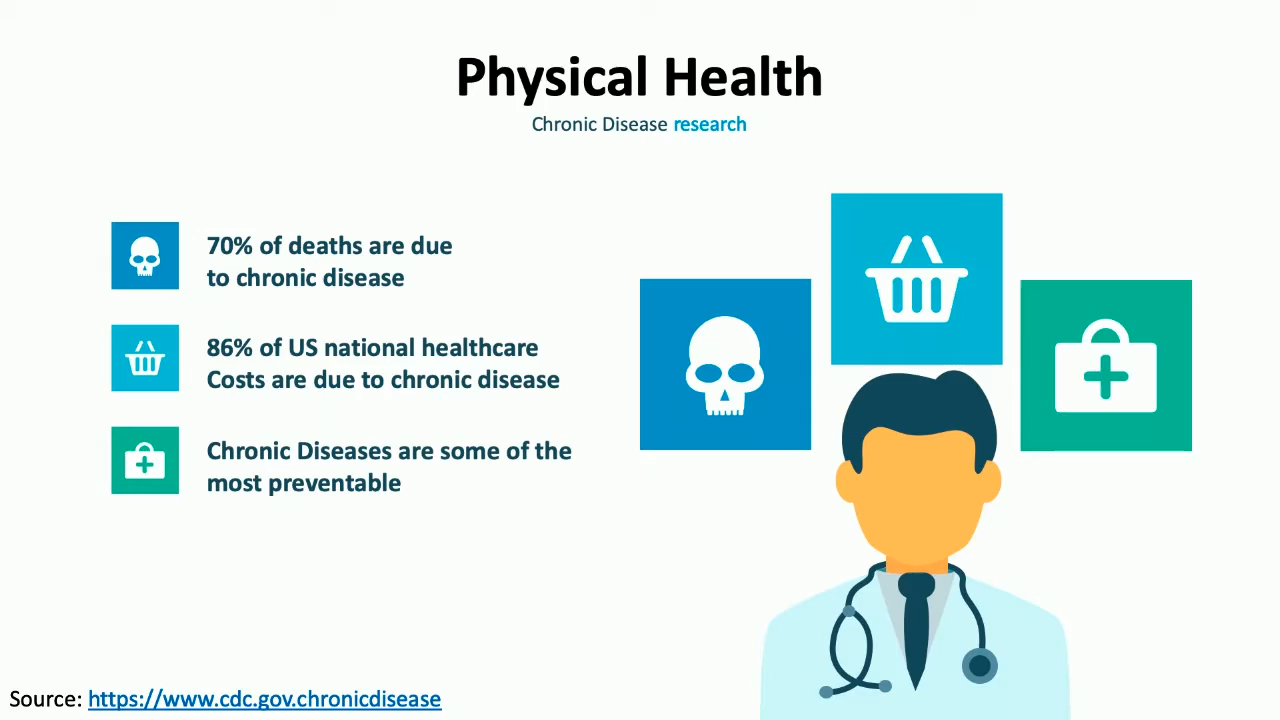 Physical Health
Chronic Disease research
70% of deaths are due
to chronic disease
86% of US national healthcare
Costs are due to chronic disease
Chronic Diseases are some of the
most preventable
Source: https://www.cdc.gov.chronicdisease